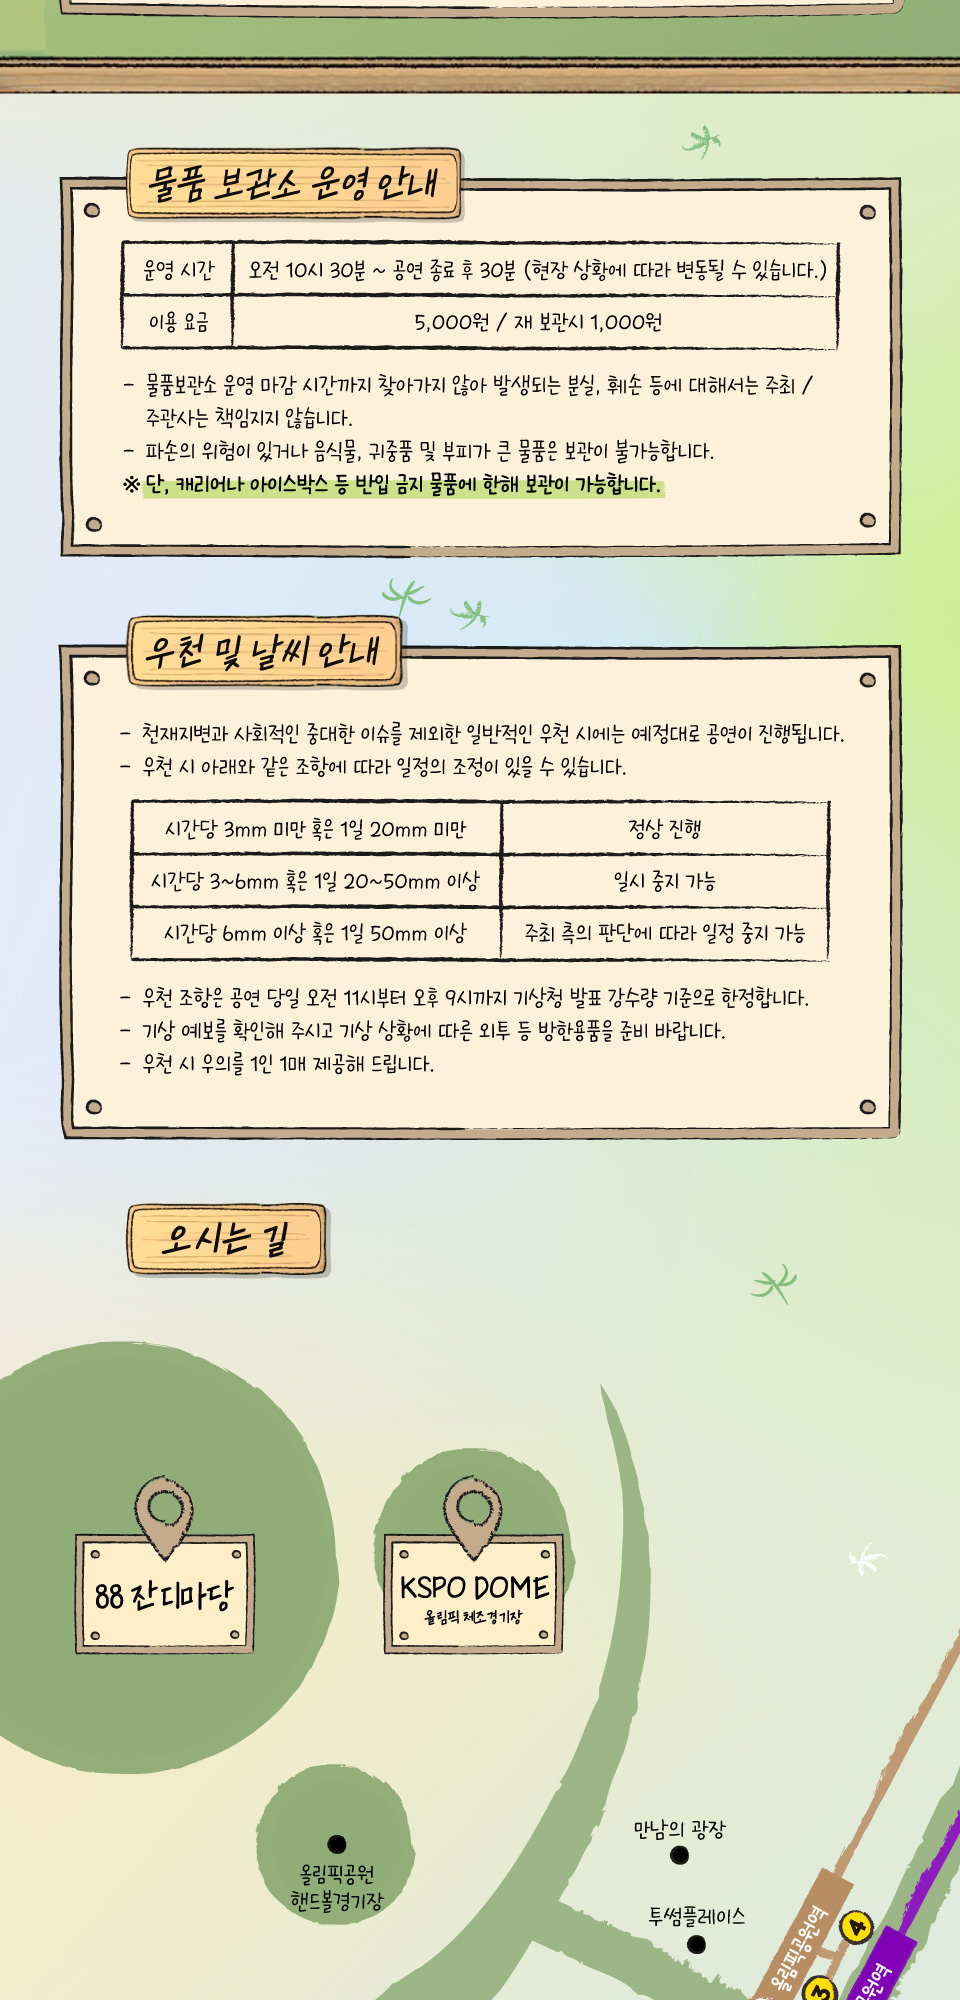 물품 보관소 운영 안내
운영 시간 오전 10시 30분 ~ 공연 종료 후 30분 (현장 상황에 따라 변동될 수 있습니다.)
이용 요금 5,000원 / 재 보관시 1,000원
- 물품보관소 운영 마감 시간까지 찾아가지 않아 발생되는 분실, 훼손 등에 대해서는 주최 /
주관사는 책임지지 않습니다.
- 파손의 위험이 있거나 음식물, 귀중품 및 부피가 큰 물품은 보관이 불가능합니다.
※ 단, 캐리어나 아이스박스 등 반입 금지 물품에 한해 보관이 가능합니다.
우천 및 날씨 안내
- 천재지변과 사회적인 중대한 이슈를 제외한 일반적인 우천 시에는 예정대로 공연이 진행됩니다.
- 우천 시 아래와 같은 조항에 따라 일정의 조정이 있을 수 있습니다.
시간당 3mm 미만 혹은 1일 20mm 미만 정상 진행
시간당 3~6mm 혹은 1일 20~50mm 이상 일시 중지 가능
시간당 6mm 이상 혹은 1일 50mm 이상 주최 측의 판단에 따라 일정 중지 가능
- 우천 조항은 공연 당일 오전 11시부터 오후 9시까지 기상청 발표 강수량 기준으로 한정합니다.
- 기상 예보를 확인해 주시고 기상 상황에 따른 외투 등 방한용품을 준비 바랍니다.
- 우천 시 우의를 1인 1매 제공해 드립니다.
오시는 길
88 잔디마당
KSPO DOME
올림픽 체조경기장
만남의 광장
올림픽공원
핸드볼경기장
투썸플레이스
올림픽공원역
4
3
원역